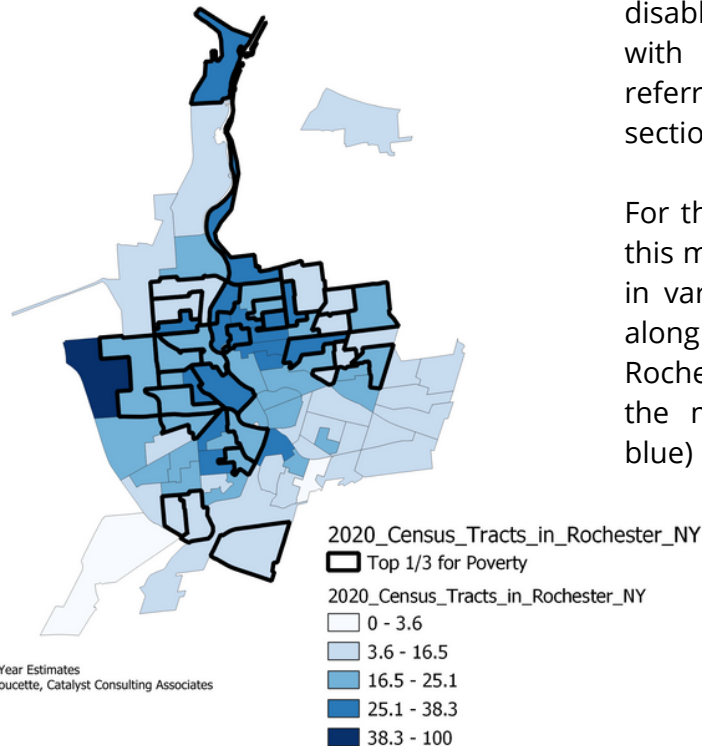 disabl
with
referr
sectio
For th
this m
in var
along
Roche
the n
blue)
2020_Census_Tracts_in_Rochester_NY
Top 1/3 for Poverty
2020_Census_Tracts_in_Rochester_NY
0 - 3.6
3.6 - 16.5
16.5 - 25.1
25.1 - 38.3
38.3 - 100
Year Estimates
oucette, Catalyst Consulting Associates